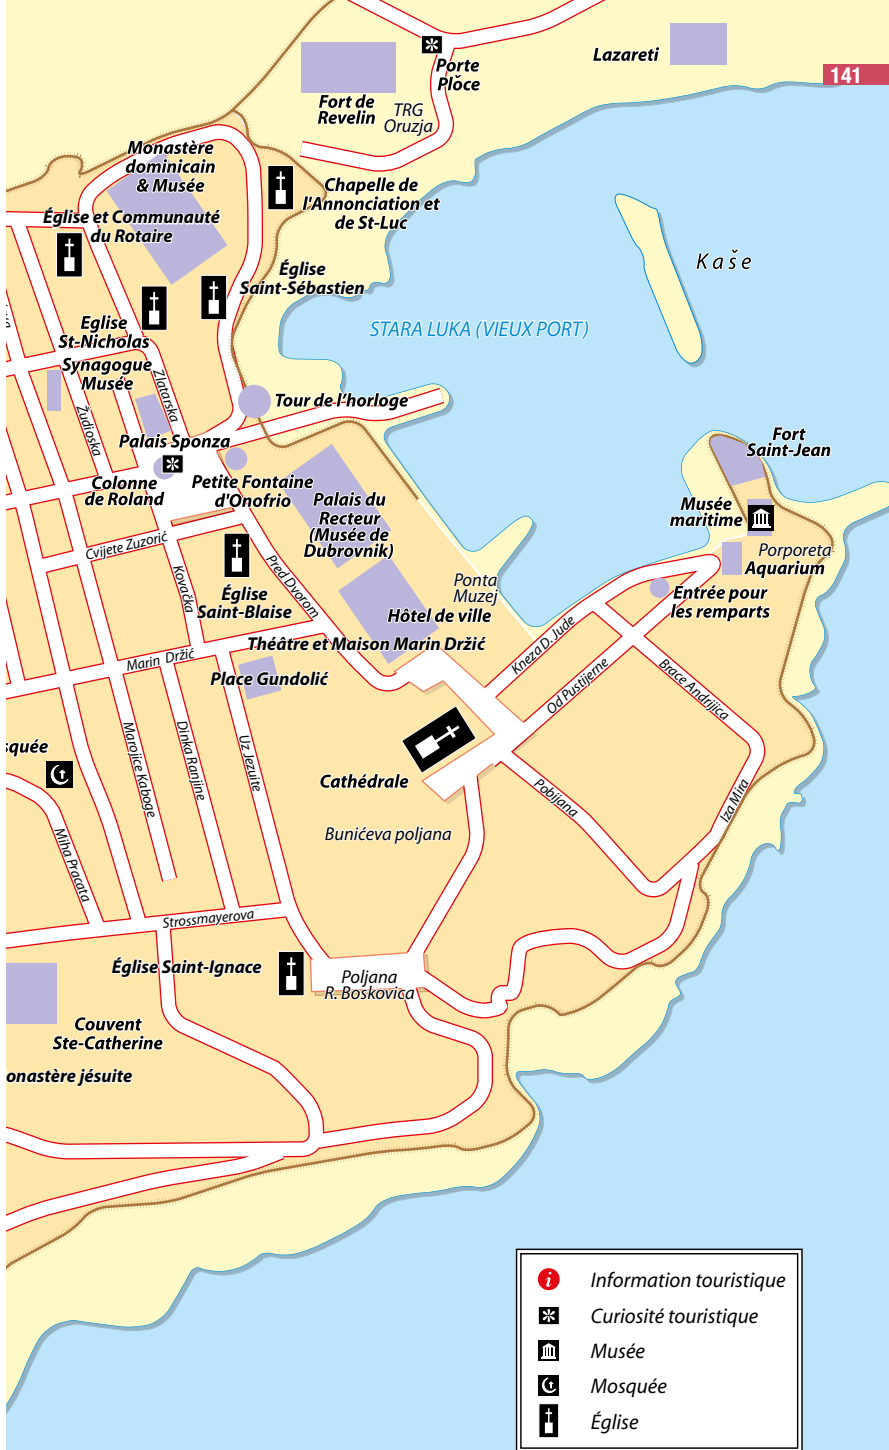 Lazareti
141
Porte
Ploče
Fort de
Revelin
TRG
Oruzja
Monastère
dominicain
& Musée
Chapelle de
l'Annonciation et
de St-Luc
Église et Communauté
du Rotaire
Kaše
Église
Saint-Sébastien
STARA LUKA (VIEUX PORT)
Eglise
St-Nicholas
Synagogue
Musée
Zlatarska
Žudioska
Tour de l'horloge
Palais Sponza
Fort
Saint-Jean
Colonne
de Roland
Petite Fontaine
d'Onofrio
Palais du
Recteur
(Musée de
Dubrovnik)
Musée
maritime
Cvijete Zuzorić
Kovačka
Pred Dvorom
Porporeta
Aquarium
Ponta
Muzej
Église
Saint-Blaise
Entrée pour
les remparts
Hôtel de ville
Théâtre et Maison Marin Držić
Kneza D. Jude
Marin Držić
Place Gundolić
Od Pustijerne
Brace Andrijica
squée
Marojice Kaboge
Dinka Ranjine
Uz Jezuite
Cathédrale
Pobijana
Iza Mira
Bunićeva poljana
Miha Pracata
Strossmayerova
Église Saint-Ignace
Poljana
R. Boskovica
Couvent
Ste-Catherine
onastère jésuite
Information touristique
Curiosité touristique
Musée
Mosquée
Église